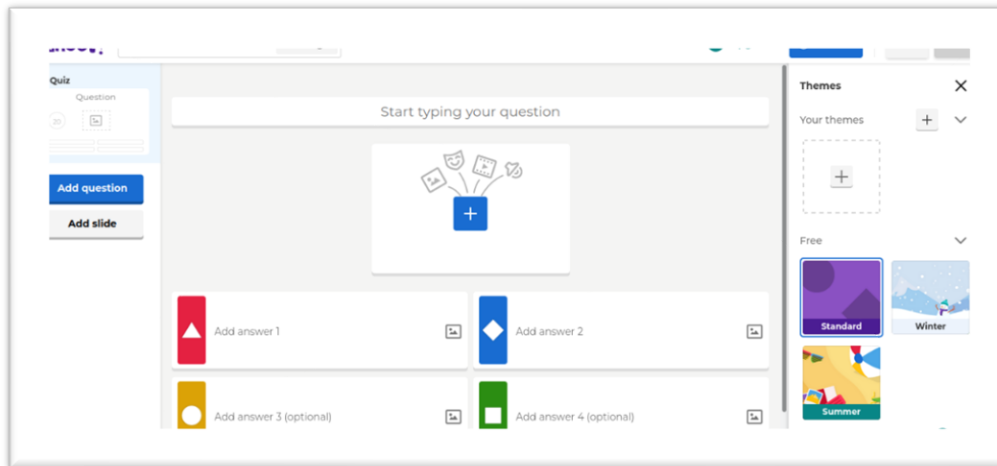 Quiz
Question
20
Add question
Add slide
Start typing your question
Add answer 1
Add answer 2
Add answer 3 (optional)
Add answer 4 (optional)
Themes
Your themes
Free
Standard
Winter
Summer